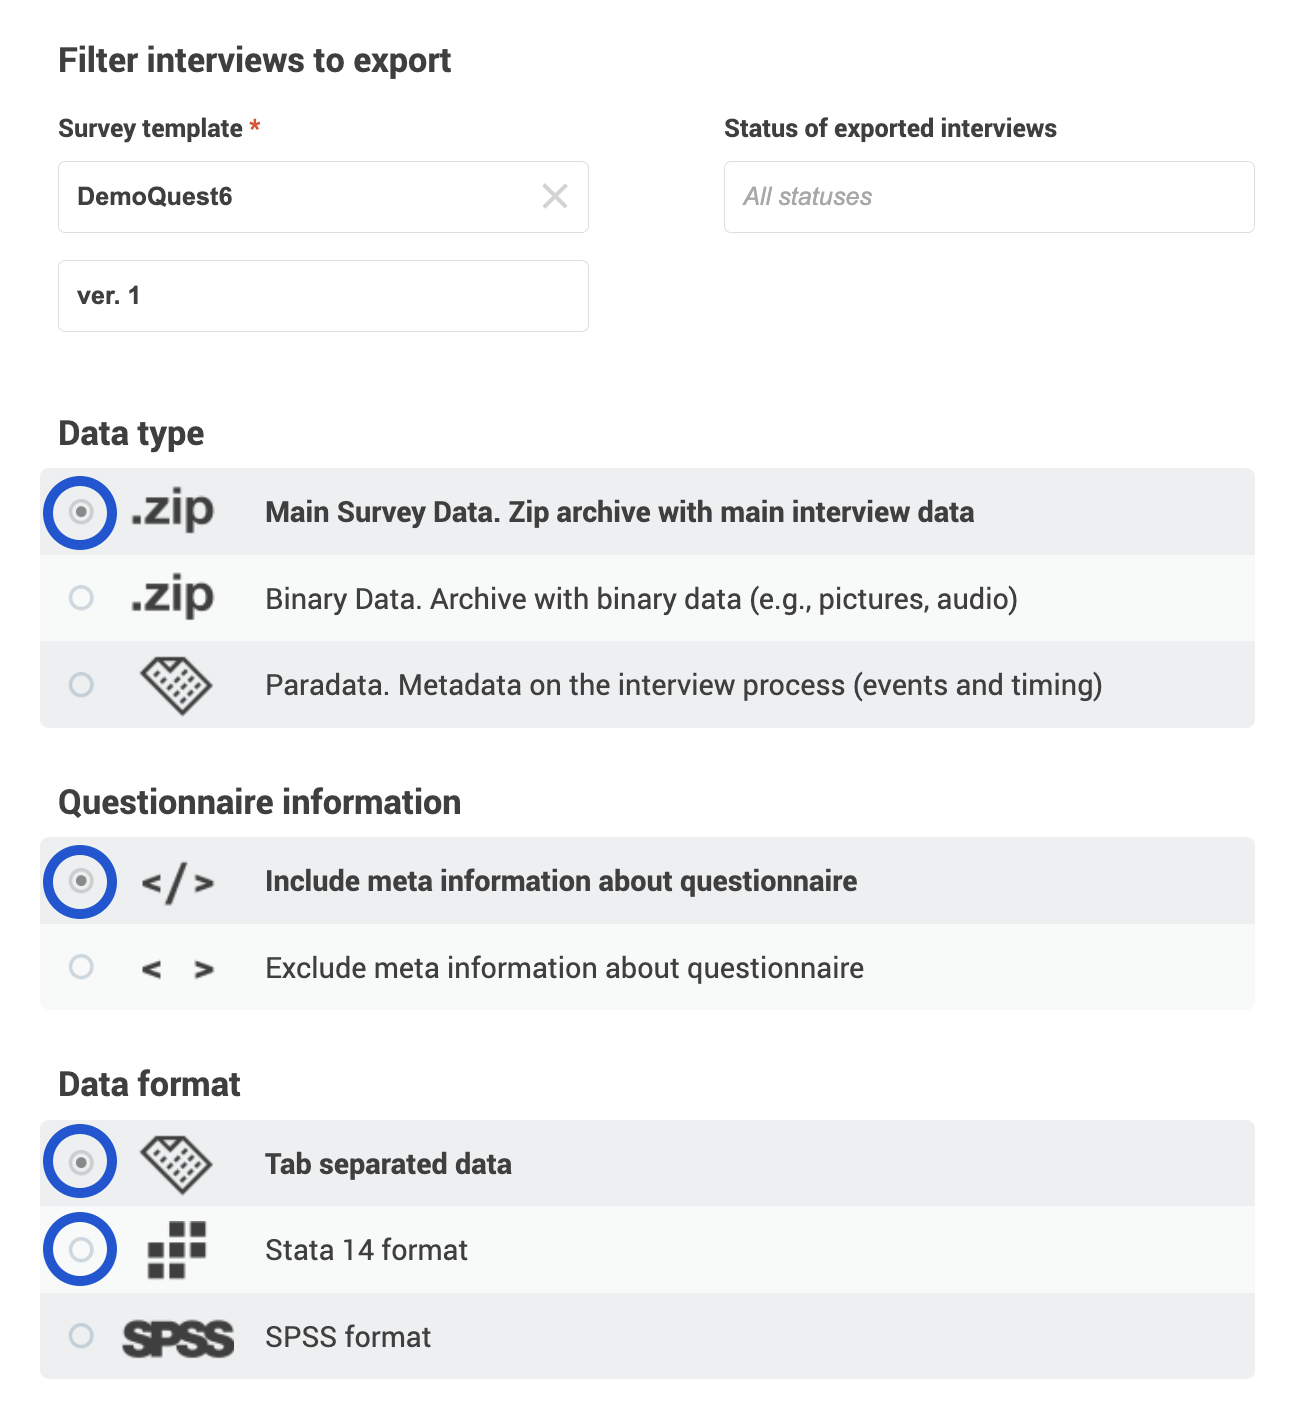 Filter interviews to export
Survey template *
Status of exported interviews
DemoQuest6
All statuses
ver. 1
Data type
.zip Main Survey Data. Zip archive with main interview data
.zip Binary Data. Archive with binary data (e.g., pictures, audio)
Paradata. Metadata on the interview process (events and timing)
Questionnaire information
</> Include meta information about questionnaire
< > Exclude meta information about questionnaire
Data format
Tab separated data
Stata 14 format
SPSS SPSS format